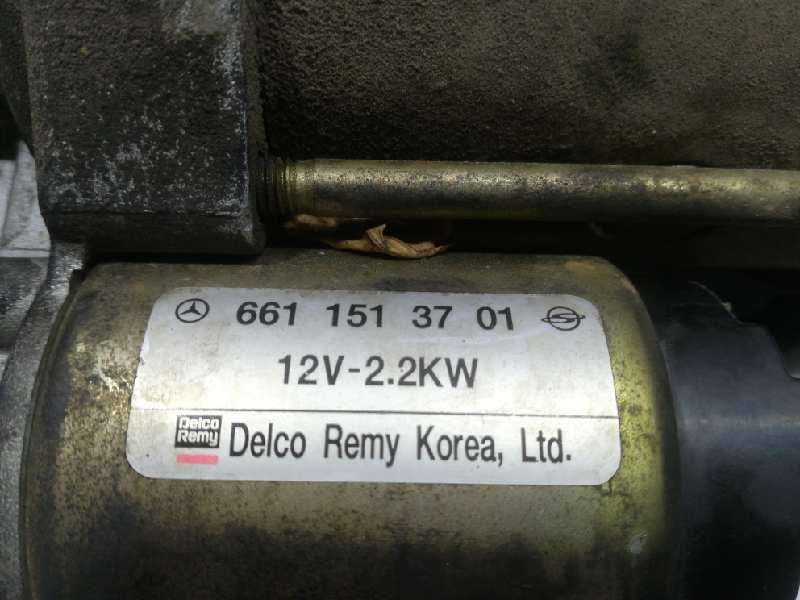 661 151 37 01
12V-2.2KW
Delco Remy
Delco Remy Korea, Ltd.